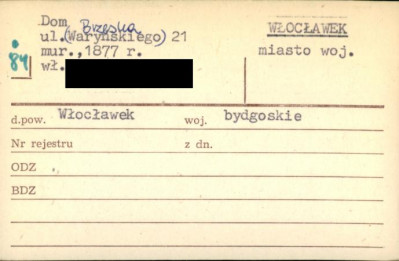 Dom
ul. Brzeska (Waryńskiego) 21
mur., 1877 r.
wł.
84
WŁOCŁAWEK
miasto woj.
d.pow. Włocławek woj. bydgoskie
Nr rejestru z dn.
ODZ
BDZ